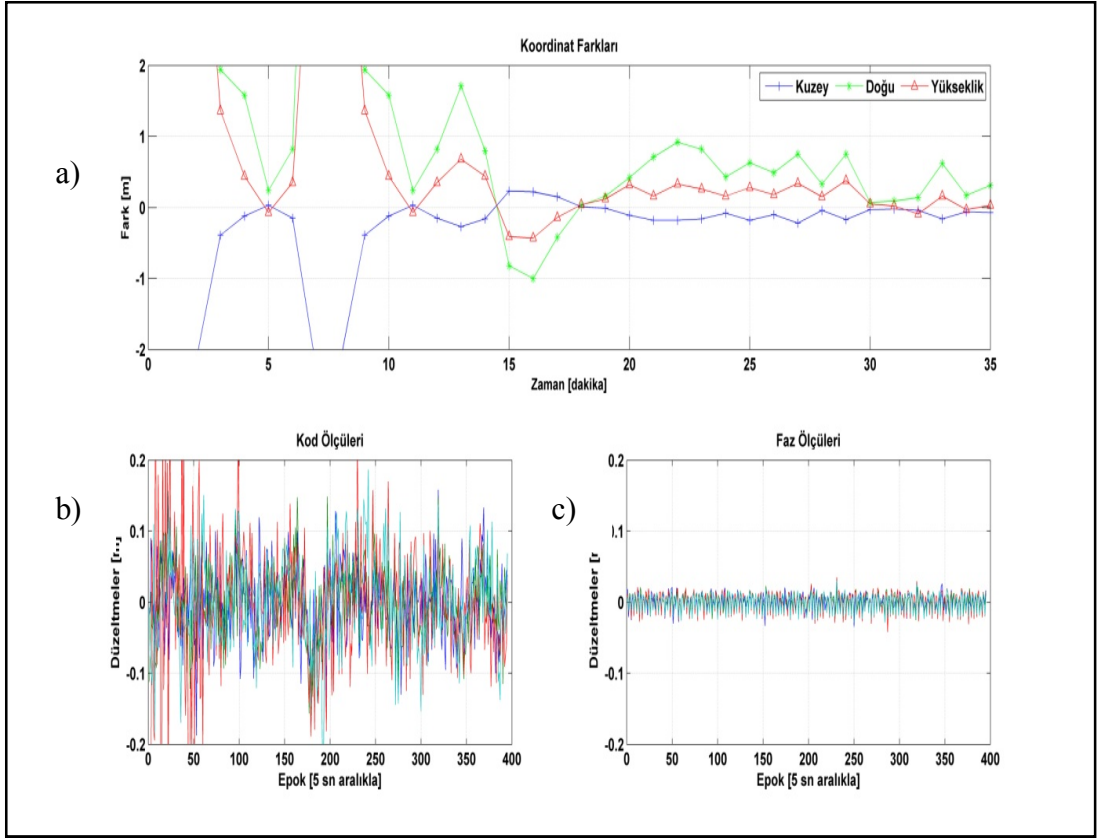 Koordinat Farkları
a)
Fark [m]
2
1
0
-1
-2
Kuzey Doğu Yükseklik
0 5 10 15 20 25 30 35
Zaman [dakika]
b)
Kod Ölçüleri
Düzeltmeler
0.2
0.1
0
-0.1
-0.2
0 50 100 150 200 250 300 350 400
Epok [5 sn aralıkla]
c)
Faz Ölçüleri
Düzeltmeler
0.2
0.1
0
-0.1
-0.2
0 50 100 150 200 250 300 350 400
Epok [5 sn aralıkla]